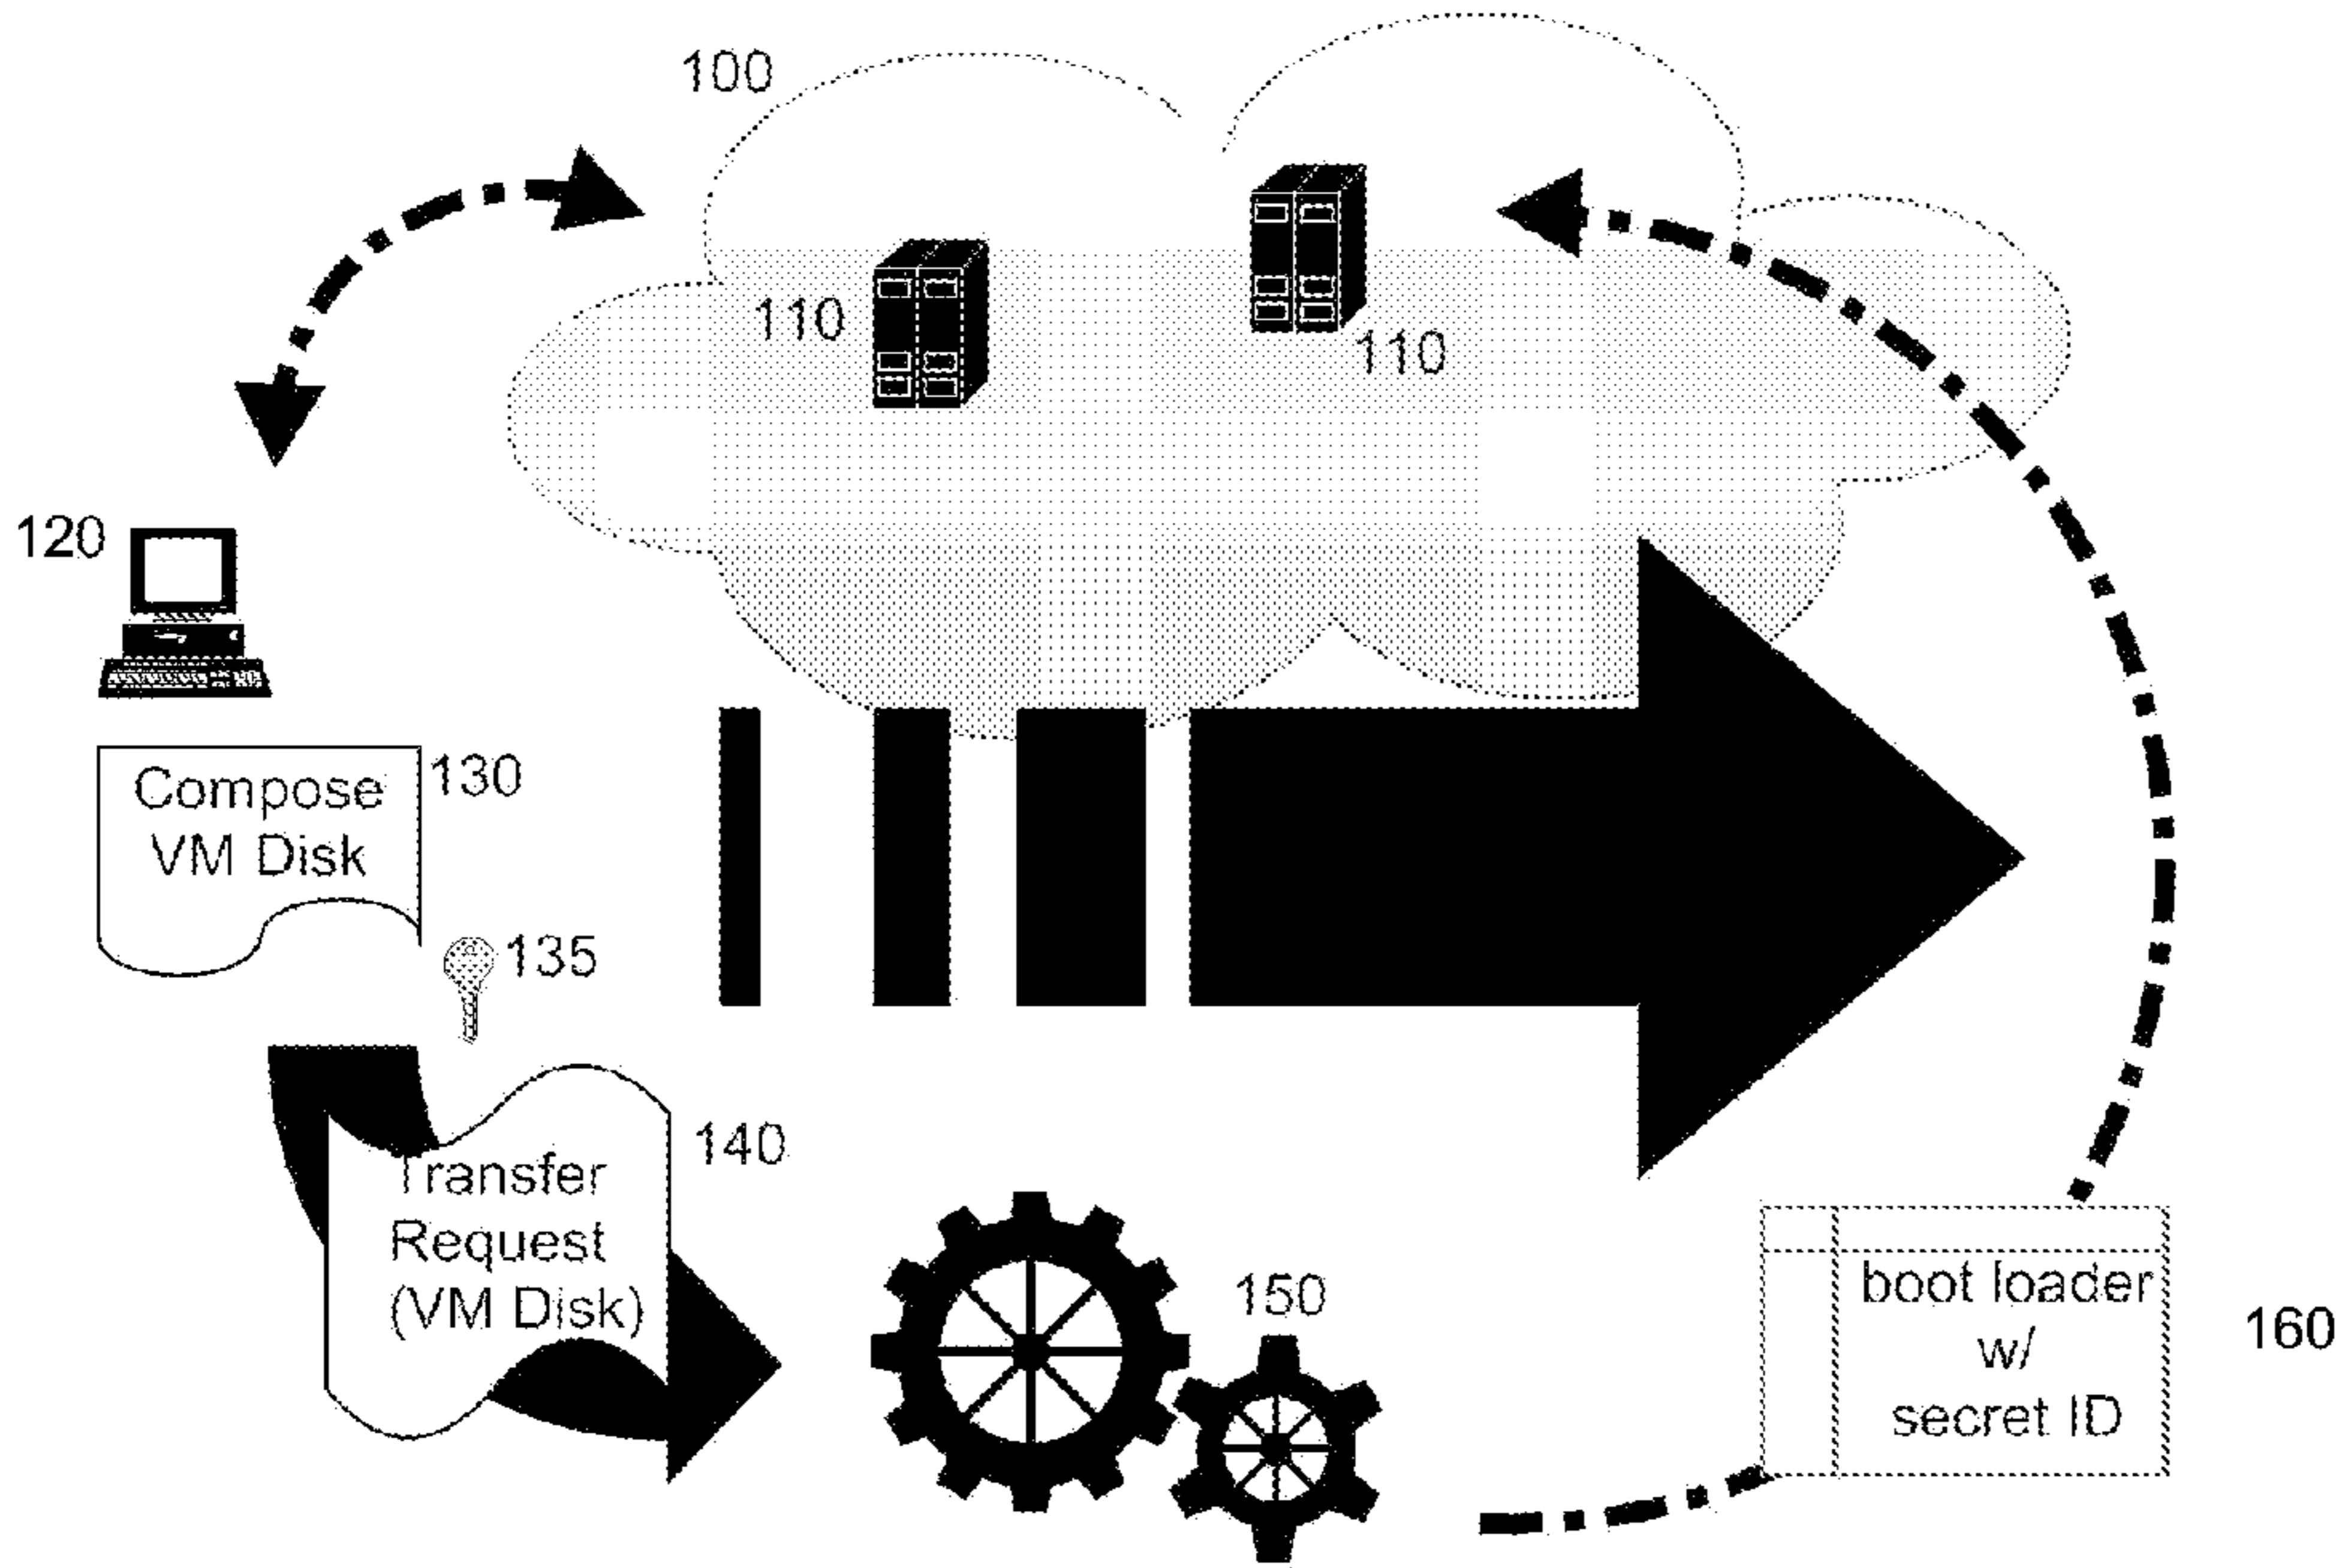 100
110
110
120
Compose
VM Disk
130
135
Transfer
Request
(VM Disk)
140
150
boot loader
w/
secret ID
160